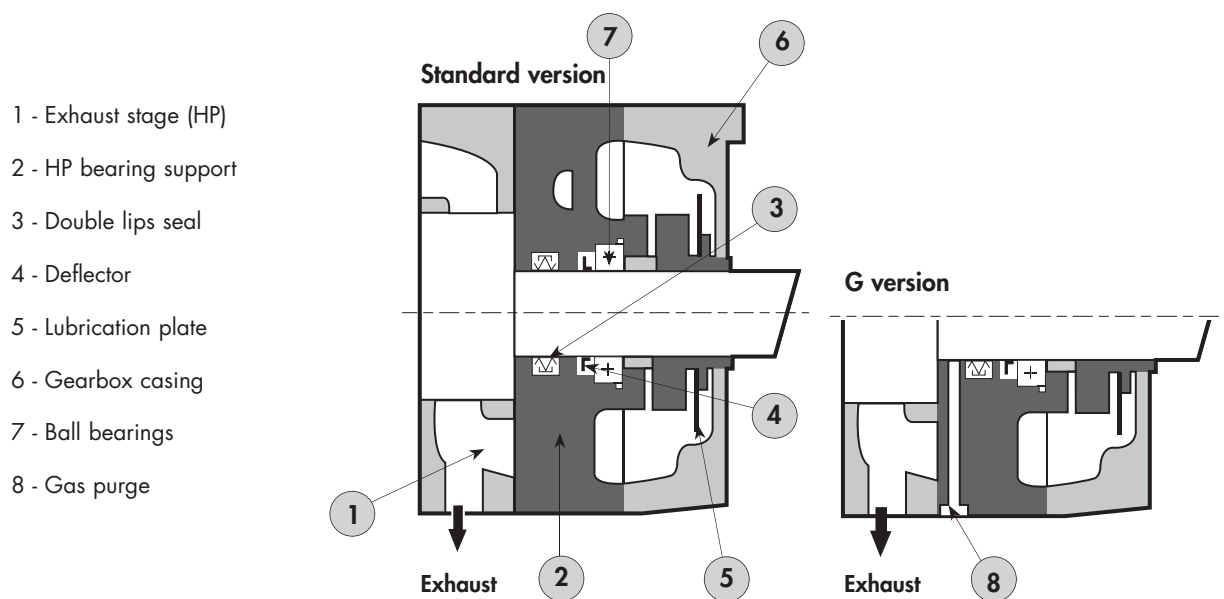 1 - Exhaust stage (HP)
2 - HP bearing support
3 - Double lips seal
4 - Deflector
5 - Lubrication plate
6 - Gearbox casing
7 - Ball bearings
8 - Gas purge
7
6
Standard version
3
G version
4
1
Exhaust
2
5
Exhaust
8